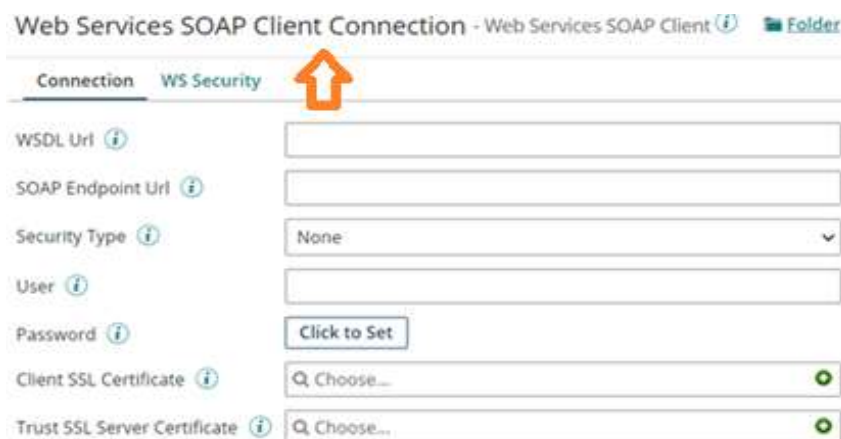 Web Services SOAP Client Connection - Web Services SOAP Client Folder
Connection WS Security
WSDL Url
SOAP Endpoint Url
Security Type None
User
Password Click to Set
Client SSL Certificate Choose...
Trust SSL Server Certificate Choose...